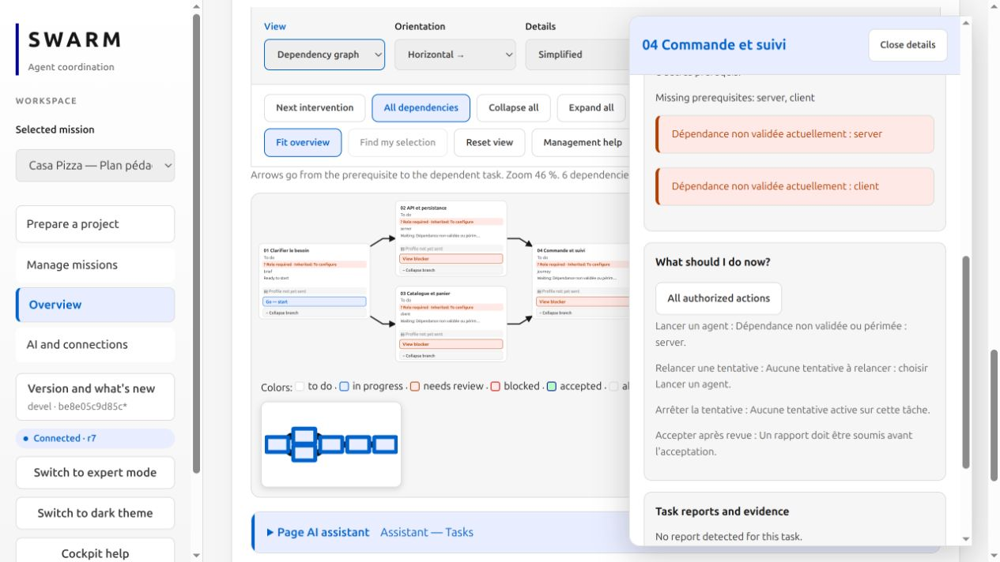 SWARM
Agent coordination
WORKSPACE
Selected mission
Casa Pizza — Plan péda
Prepare a project
Manage missions
Overview
AI and connections
Version and what's new
devel · be8e05c9d85c*
Connected · r7
Switch to expert mode
Switch to dark theme
Cockpit help
View
Orientation
Details
Dependency graph
Horizontal →
Simplified
Next intervention
All dependencies
Collapse all
Expand all
Fit overview
Find my selection
Reset view
Management help
Arrows go from the prerequisite to the dependent task. Zoom 46 %. 6 dependencie
01 Clarifier le besoin
To do
? Role required · Inherited: To configure
brief
Ready to start
Profile not yet sent
Go — start
– Collapse branch
02 API et persistance
To do
? Role required · Inherited: To configure
server
Waiting: Dépendance non validée ou périm...
Profile not yet sent
View blocker
– Collapse branch
03 Catalogue et panier
To do
? Role required · Inherited: To configure
client
Waiting: Dépendance non validée ou périm...
Profile not yet sent
View blocker
– Collapse branch
04 Commande et suivi
To do
? Role required · Inherited: To configure
journey
Waiting: Dépendance non validée ou périm
Profile not yet sent
View blocker
– Collapse branch
Colors: to do · in progress · needs review · blocked · accepted ·
▶ Page AI assistant Assistant — Tasks
04 Commande et suivi
Close details
Missing prerequisites: server, client
Dépendance non validée actuellement : server
Dépendance non validée actuellement : client
What should I do now?
All authorized actions
Lancer un agent : Dépendance non validée ou périmée :
server.
Relancer une tentative : Aucune tentative à relancer : choisir
Lancer un agent.
Arrêter la tentative : Aucune tentative active sur cette tâche.
Accepter après revue : Un rapport doit être soumis avant
l'acceptation.
Task reports and evidence
No report detected for this task.